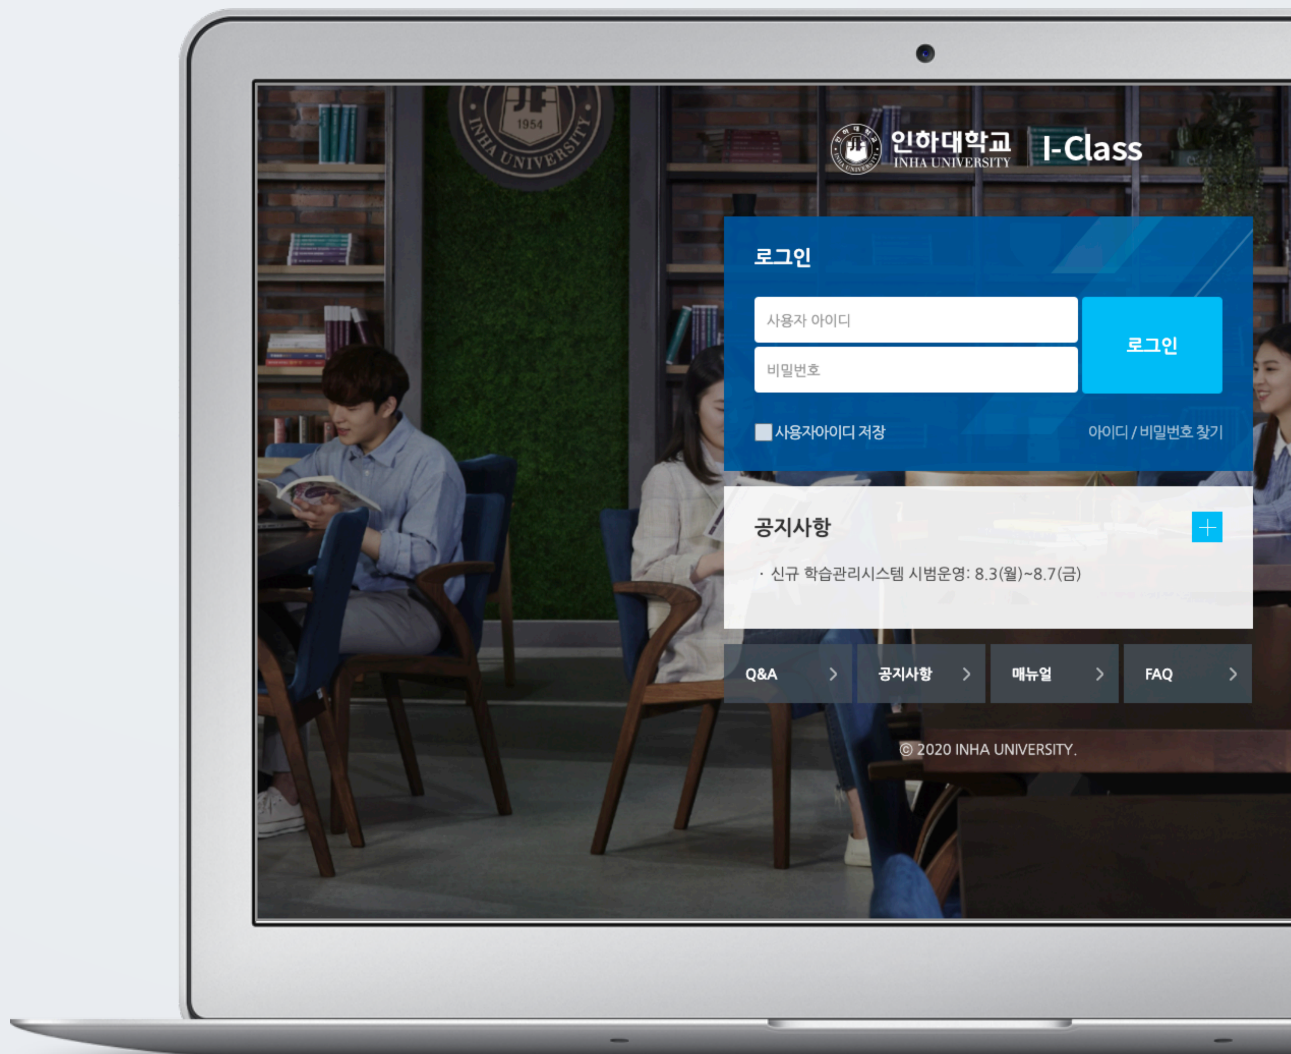 1954
INHA UNIVERSITY
인하대학교
INHA UNIVERSITY
I-Class
로그인
사용자 아이디
비밀번호
로그인
사용자아이디 저장
아이디 / 비밀번호 찾기
공지사항
· 신규 학습관리시스템 시범운영: 8.3(월)~8.7(금)
Q&A
공지사항
매뉴얼
FAQ
© 2020 INHA UNIVERSITY.